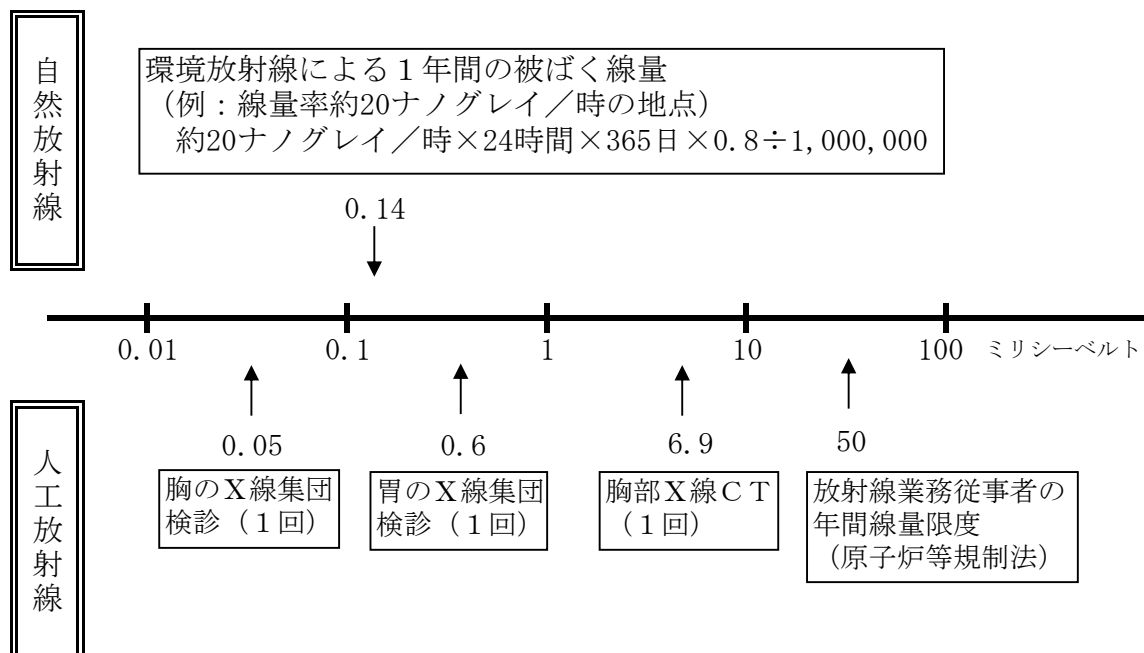 自然放射線
環境放射線による１年間の被ばく線量
（例：線量率約20ナノグレイ／時の地点）
約20ナノグレイ／時×24時間×365日×0.8÷1,000,000
0.14
0.01 0.1 1 10 100 ミリシーベルト
人工放射線
0.05
胸のＸ線集団
検診（１回）
0.6
胃のＸ線集団
検診（１回）
6.9
胸部Ｘ線ＣＴ
（１回）
50
放射線業務従事者の
年間線量限度
（原子炉等規制法）